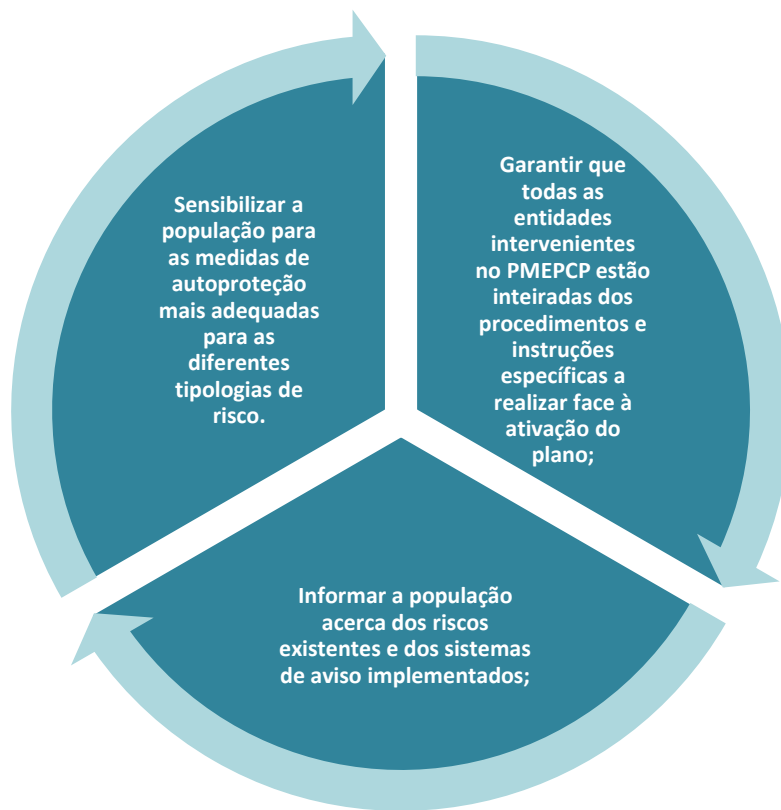 Garantir que
todas as
entidades
intervenientes
no PMEPCP estão
inteiradas dos
procedimentos e
instruções
específicas a
realizar face à
ativação do
plano;
Informar a população
acerca dos riscos
existentes e dos sistemas
de aviso implementados;
Sensibilizar a
população para
as medidas de
autoproteção
mais adequadas
para as
diferentes
tipologias de
risco.